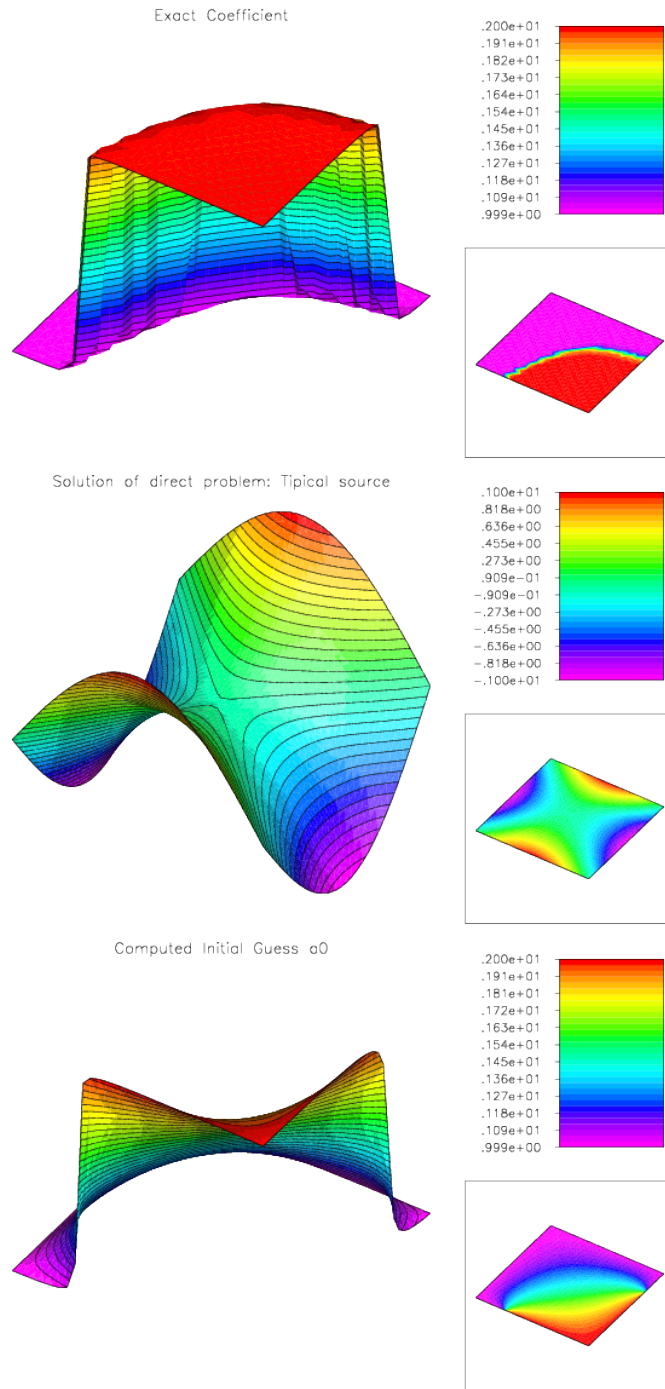 Exact Coefficient
.200e+01
.191e+01
.182e+01
.173e+01
.164e+01
.154e+01
.145e+01
.136e+01
.127e+01
.118e+01
.109e+01
.999e+00
Solution of direct problem: Tipical source
.100e+01
.818e+00
.636e+00
.455e+00
.273e+00
.909e-01
-.909e-01
-.273e+00
-.455e+00
-.636e+00
-.818e+00
-.100e+01
Computed Initial Guess a0
.200e+01
.191e+01
.181e+01
.172e+01
.163e+01
.154e+01
.145e+01
.136e+01
.127e+01
.118e+01
.109e+01
.999e+00